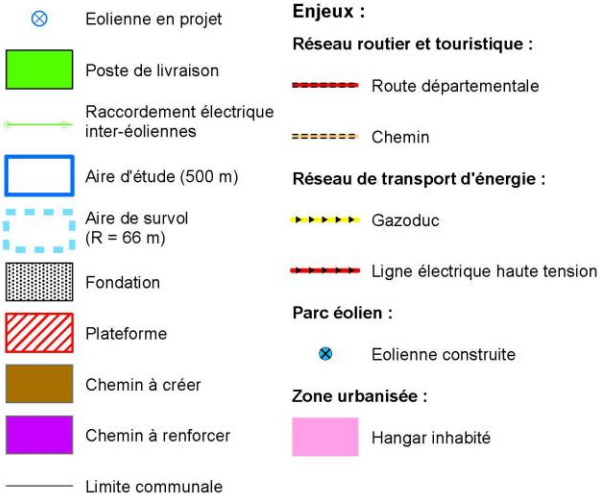 Eolienne en projet
Poste de livraison
Raccordement électrique
inter-éoliennes
Aire d'étude (500 m)
Aire de survol
(R = 66 m)
Fondation
Plateforme
Chemin à créer
Chemin à renforcer
Limite communale
Enjeux :
Réseau routier et touristique :
Route départementale
Chemin
Réseau de transport d'énergie :
Gazoduc
Ligne électrique haute tension
Parc éolien :
Eolienne construite
Zone urbanisée :
Hangar inhabité